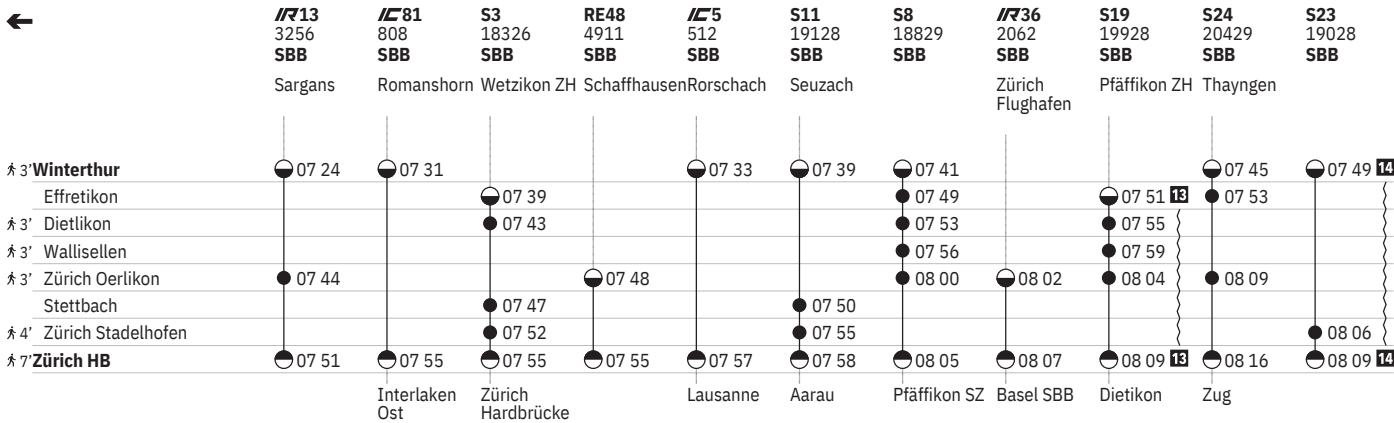 IR13 IC81 S3 RE48 IC5 S11 S8 IR36 S19 S24 S23
3256 808 18326 4911 512 19128 18829 2062 19928 20429 19028
SBB SBB SBB SBB SBB SBB SBB SBB SBB SBB SBB
Sargans Romanshorn Wetzikon ZH Schaffhausen Rorschach Seuzach Zürich Pfäffikon ZH Thayngen
Flughafen
3' Winterthur 07 24 07 31 07 33 07 39 07 41 07 45 07 49 14
Effretikon 07 39 07 49 07 51 13 07 53
3' Dietlikon 07 43 07 53 07 55
3' Wallisellen 07 56 07 59
3' Zürich Oerlikon 07 44 07 48 08 00 08 02 08 04 08 09
Stettbach 07 47 07 50
4' Zürich Stadelhofen 07 52 07 55 08 06
7' Zürich HB 07 51 07 55 07 55 07 55 07 57 07 58 08 05 08 07 08 09 13 08 16 08 09 14
Interlaken Zürich Lausanne Aarau Pfäffikon SZ Basel SBB Dietikon Zug
Ost Hardbrücke